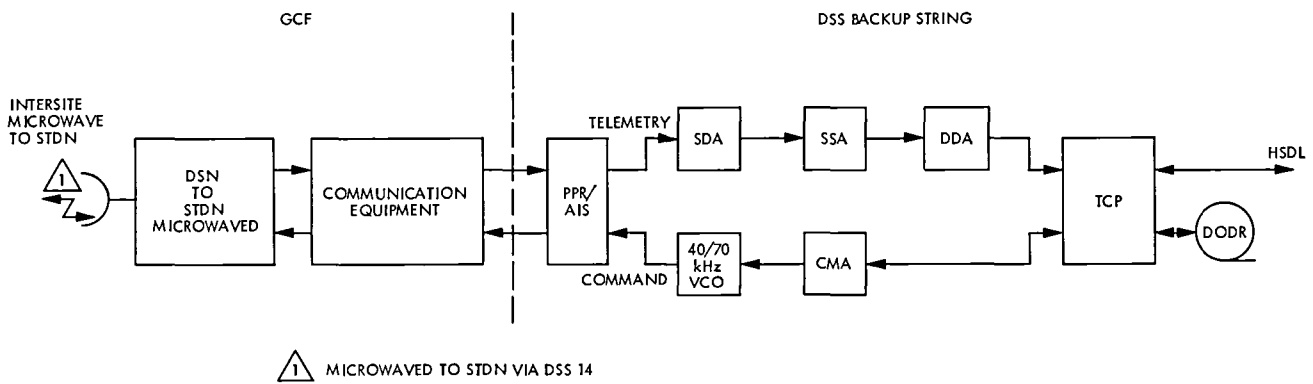 GCF
DSS BACKUP STRING
INTERSITE
MICROWAVE
TO STDN
1
DSN
TO
STDN
MICROWAVED
COMMUNICATION
EQUIPMENT
PPR/
AIS
TELEMETRY
SDA
SSA
DDA
COMMAND
40/70
kHz
VCO
CMA
TCP
HSDL
DODR
1 MICROWAVED TO STDN VIA DSS 14